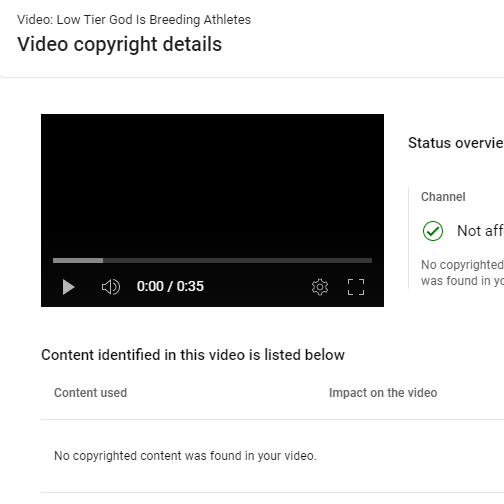 Video: Low Tier God Is Breeding Athletes
Video copyright details
Status overvie
Channel
Not aff
No copyrighted
was found in yo
0:00 / 0:35
Content identified in this video is listed below
Content used Impact on the video
No copyrighted content was found in your video.